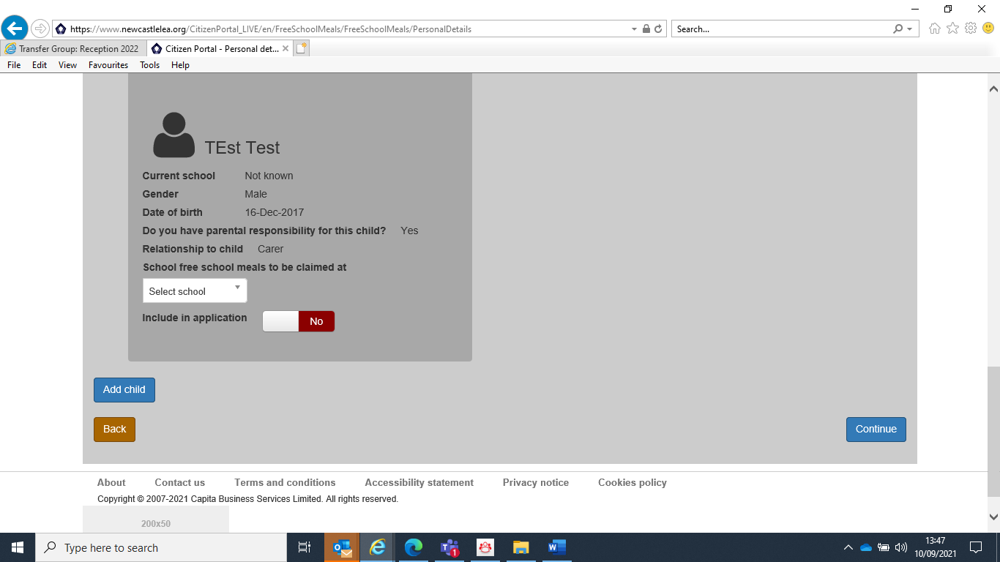 https://www.newcastlelea.org/CitizenPortal_LIVE/en/FreeSchoolMeals/FreeSchoolMeals/PersonalDetails
Search...
Transfer Group: Reception 2022
Citizen Portal - Personal det...
File Edit View Favourites Tools Help
TEst Test
Current school Not known
Gender Male
Date of birth 16-Dec-2017
Do you have parental responsibility for this child? Yes
Relationship to child Carer
School free school meals to be claimed at
Select school
Include in application No
Add child
Back Continue
About Contact us Terms and conditions Accessibility statement Privacy notice Cookies policy
Copyright © 2007-2021 Capita Business Services Limited. All rights reserved.
200x50
Type here to search
1
13:47
10/09/2021